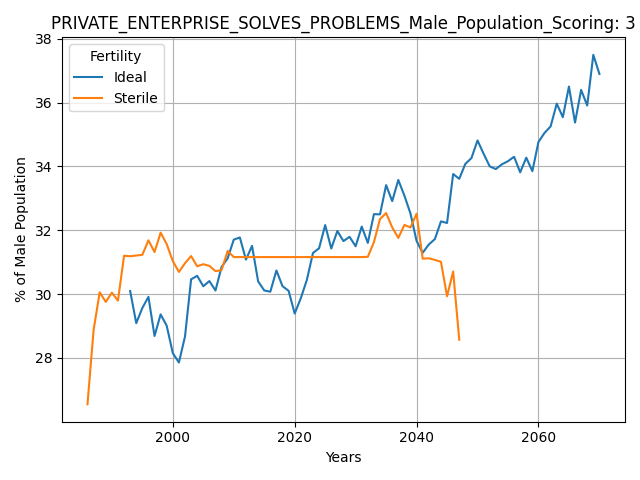 PRIVATE_ENTERPRISE_SOLVES_PROBLEMS_Male_Population_Scoring: 3
Fertility
Ideal
Sterile
% of Male Population
38
36
34
32
30
28
2000 2020 2040 2060
Years